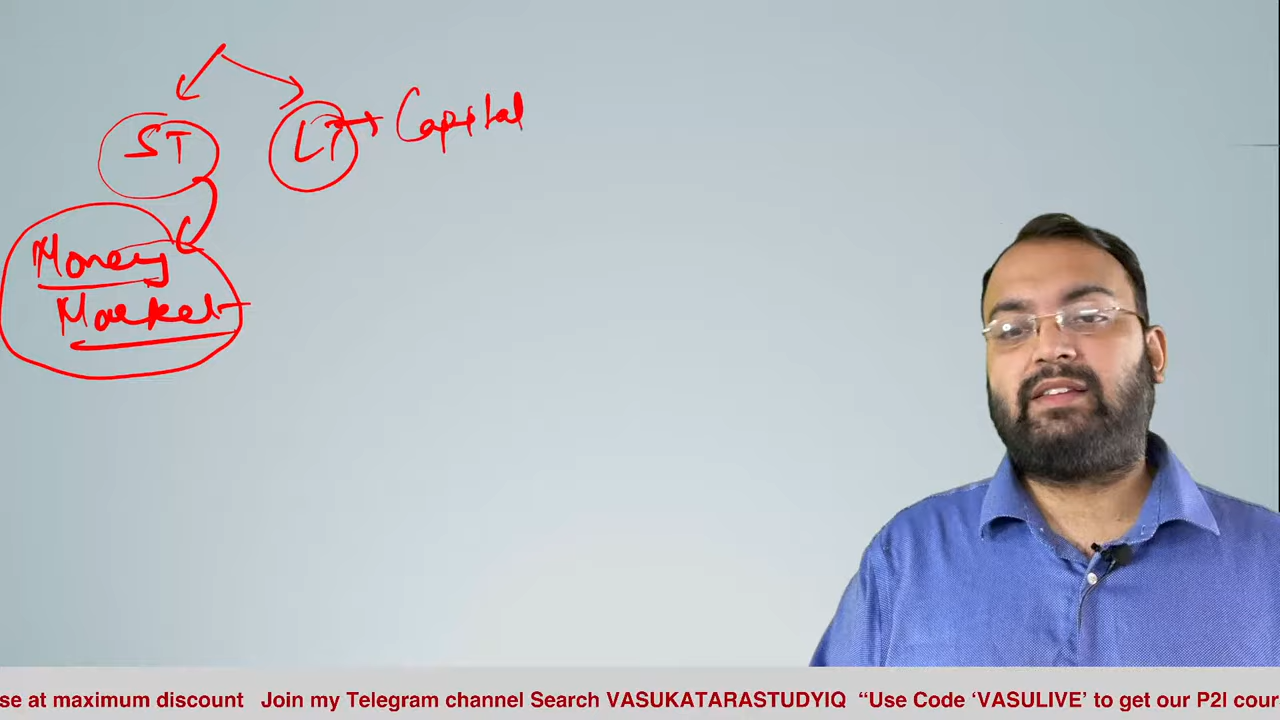 ST LT → Capital
Money
Market
se at maximum discount Join my Telegram channel Search VASUKATARASTUDYIQ “Use Code ‘VASULIVE’ to get our P2I cour